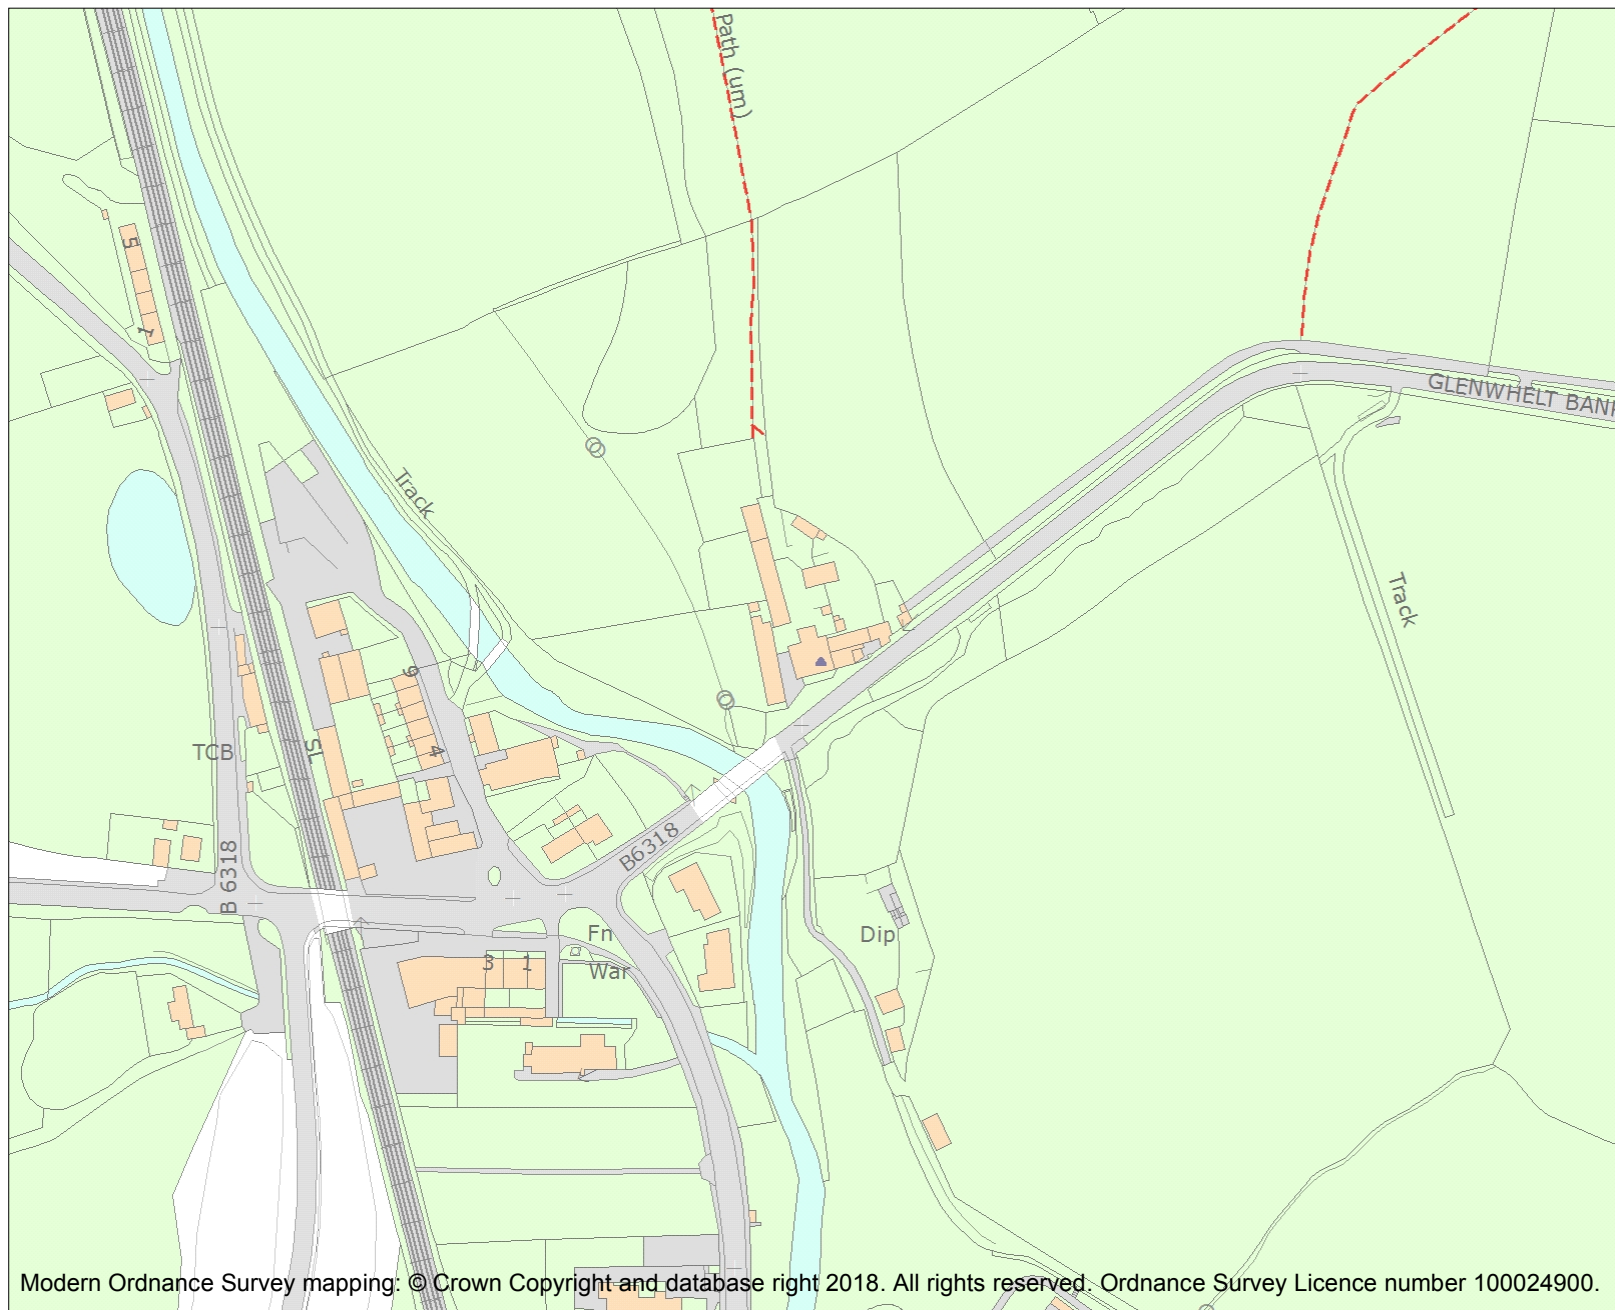 Path (um)
5
1
7
GLENWHELT BANK
Track
Track
9
TCB
SL
4
B 6318
B6318
Fn
War
3
1
Dip
Modern Ordnance Survey mapping: © Crown Copyright and database right 2018. All rights reserved. Ordnance Survey Licence number 100024900.